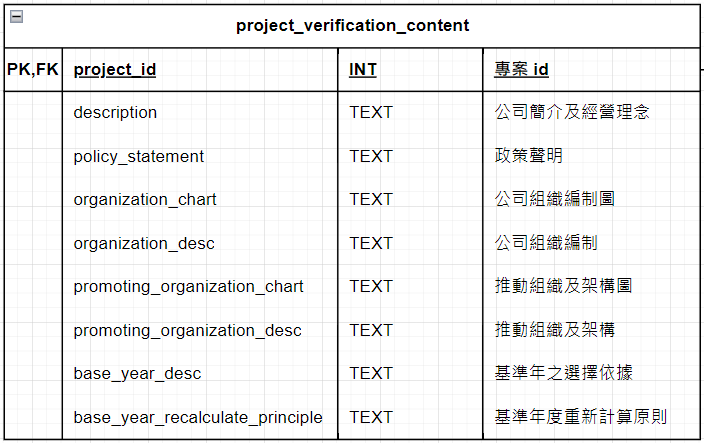 project_verification_content
PK,FK project_id INT 專案 id
description TEXT 公司簡介及經營理念
policy_statement TEXT 政策聲明
organization_chart TEXT 公司組織編制圖
organization_desc TEXT 公司組織編制
promoting_organization_chart TEXT 推動組織及架構圖
promoting_organization_desc TEXT 推動組織及架構
base_year_desc TEXT 基準年之選擇依據
base_year_recalculate_principle TEXT 基準年度重新計算原則